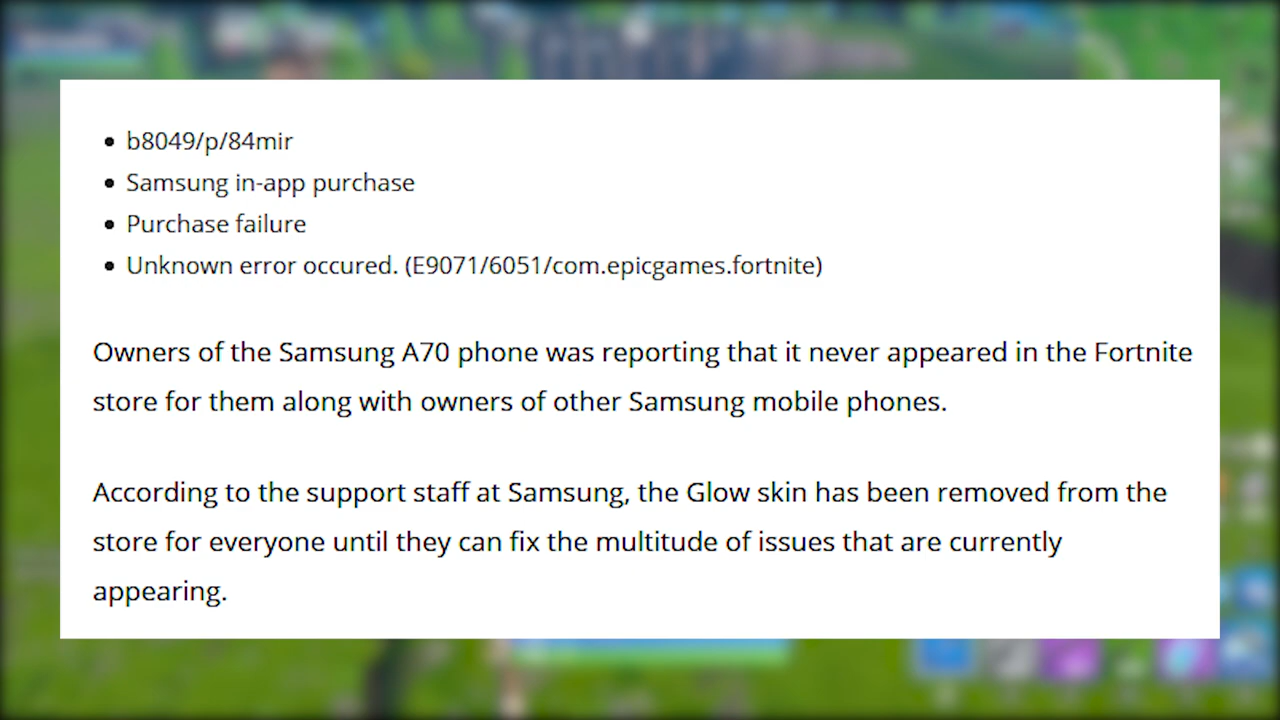 b8049/p/84mir
Samsung in-app purchase
Purchase failure
Unknown error occured. (E9071/6051/com.epicgames.fortnite)
Owners of the Samsung A70 phone was reporting that it never appeared in the Fortnite
store for them along with owners of other Samsung mobile phones.
According to the support staff at Samsung, the Glow skin has been removed from the
store for everyone until they can fix the multitude of issues that are currently
appearing.